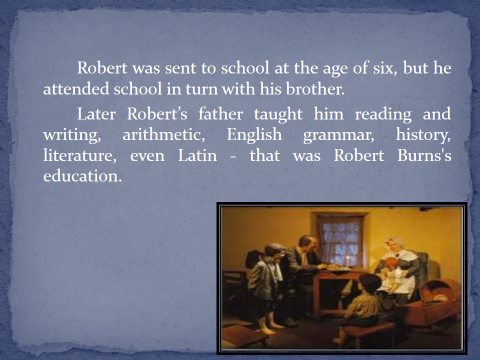 Robert was sent to school at the age of six, but he
attended school in turn with his brother.
Later Robert’s father taught him reading and
writing, arithmetic, English grammar, history,
literature, even Latin - that was Robert Burns's
education.